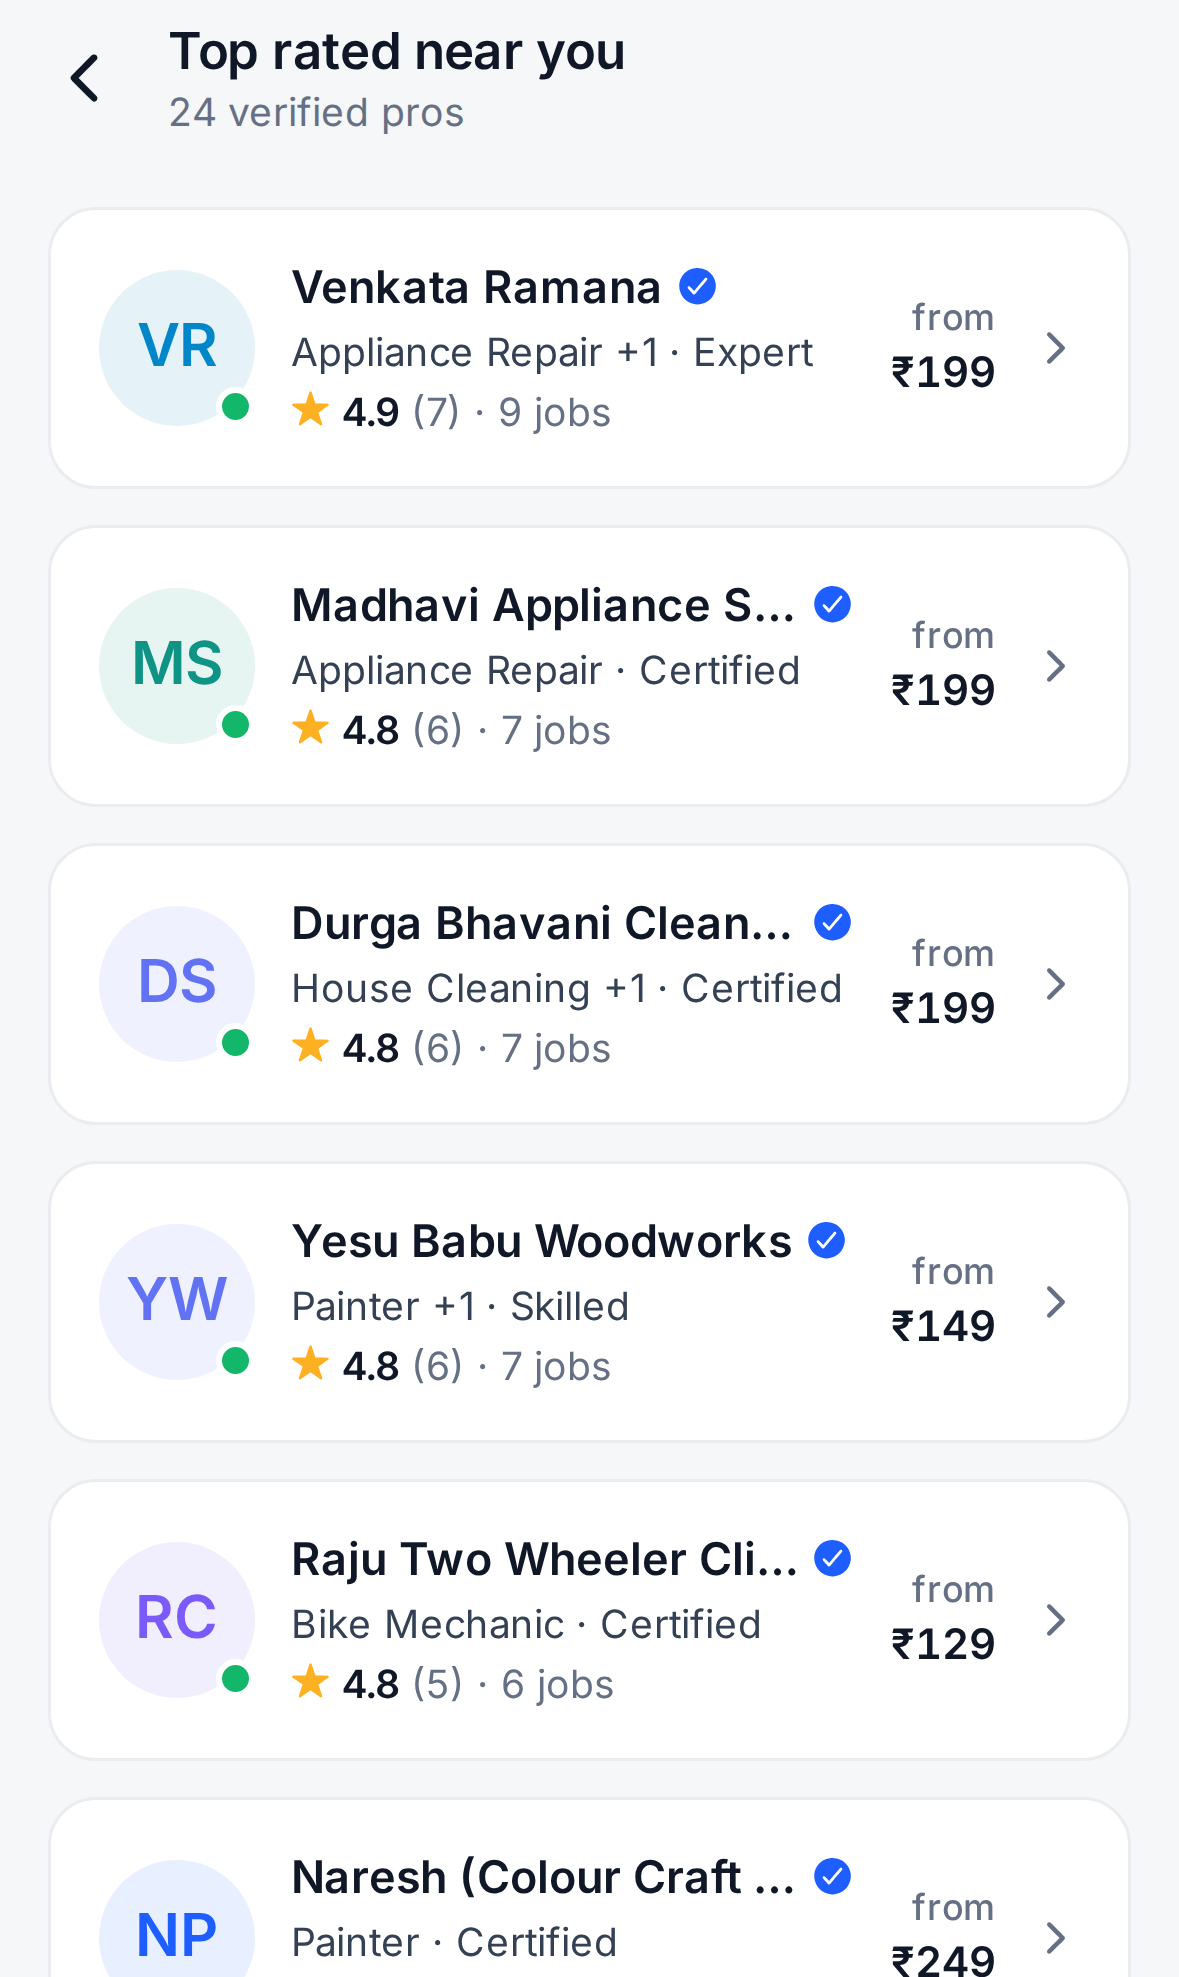 Top rated near you
24 verified pros
VR
Venkata Ramana
Appliance Repair +1 · Expert
4.9 (7) · 9 jobs
from
₹199
MS
Madhavi Appliance S...
Appliance Repair · Certified
4.8 (6) · 7 jobs
from
₹199
DS
Durga Bhavani Clean...
House Cleaning +1 · Certified
4.8 (6) · 7 jobs
from
₹199
YW
Yesu Babu Woodworks
Painter +1 · Skilled
4.8 (6) · 7 jobs
from
₹149
RC
Raju Two Wheeler Cli...
Bike Mechanic · Certified
4.8 (5) · 6 jobs
from
₹129
NP
Naresh (Colour Craft ...
Painter · Certified
from
₹249